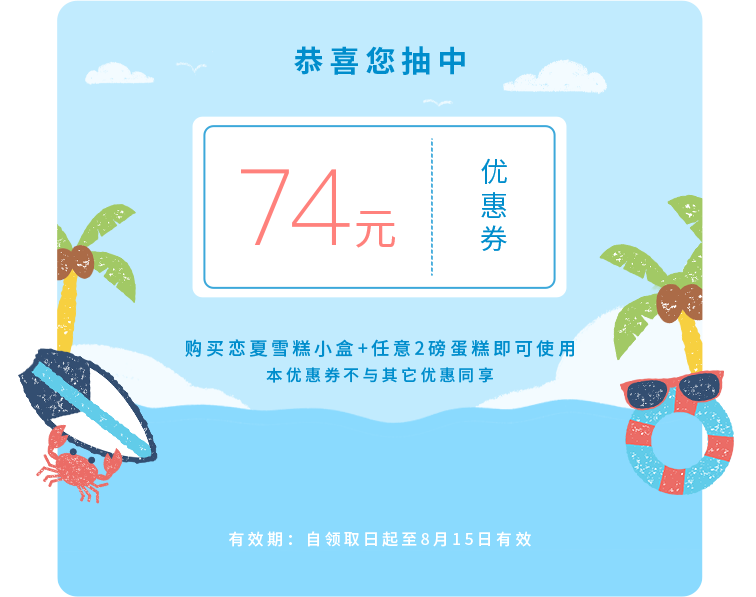 恭喜您抽中
74元
优惠券
购买恋夏雪糕小盒+任意2磅蛋糕即可使用
本优惠券不与其它优惠同享
有效期：自领取日起至8月15日有效